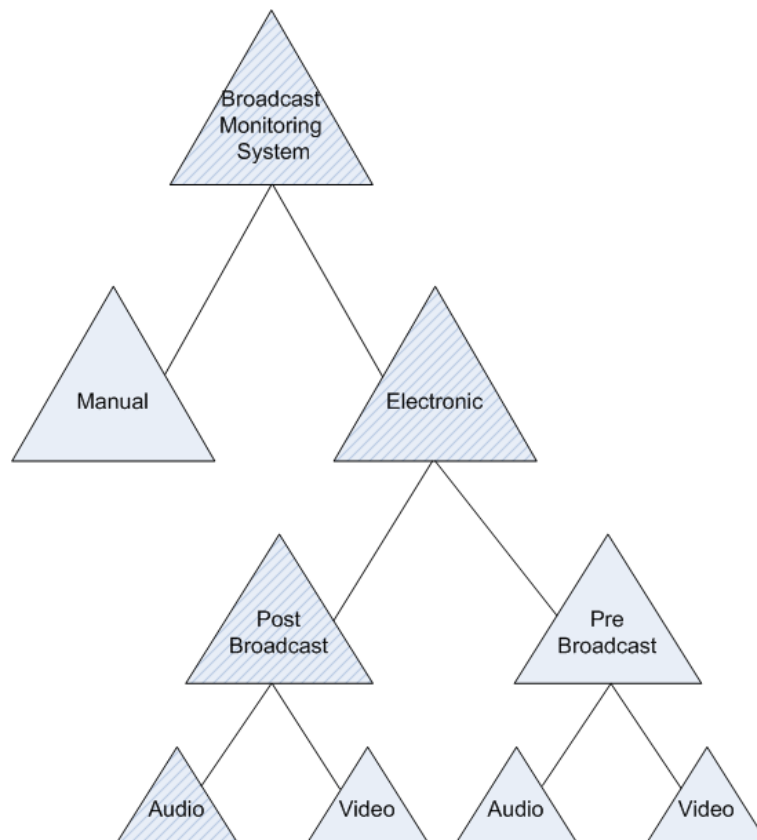 Broadcast
Monitoring
System
Manual
Electronic
Post
Broadcast
Pre
Broadcast
Audio
Video
Audio
Video